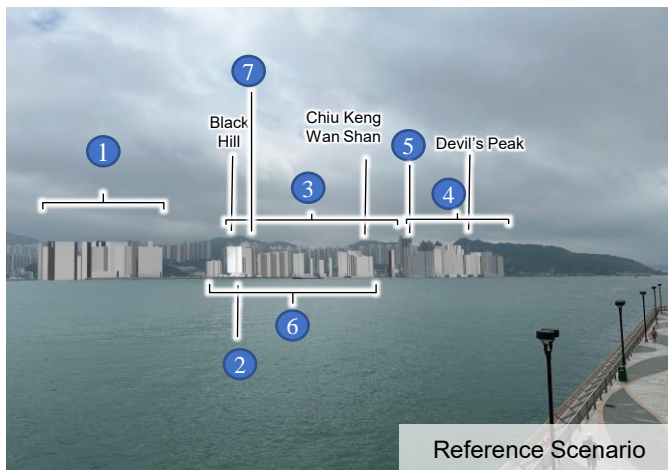 7
Black
Hill
Chiu Keng
Wan Shan
5
Devil's Peak
1
3
4
6
2
Reference Scenario